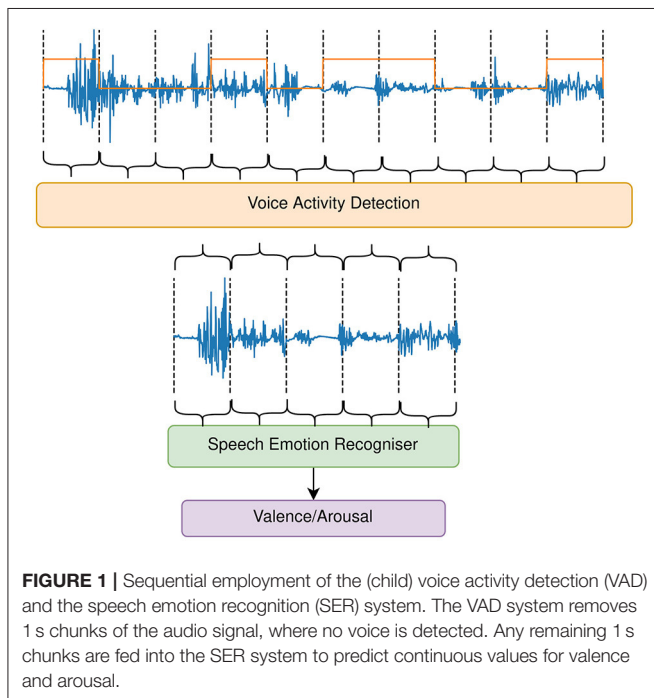 Voice Activity Detection
Speech Emotion Recogniser
Valence/Arousal
FIGURE 1 | Sequential employment of the (child) voice activity detection (VAD)
and the speech emotion recognition (SER) system. The VAD system removes
1 s chunks of the audio signal, where no voice is detected. Any remaining 1 s
chunks are fed into the SER system to predict continuous values for valence
and arousal.